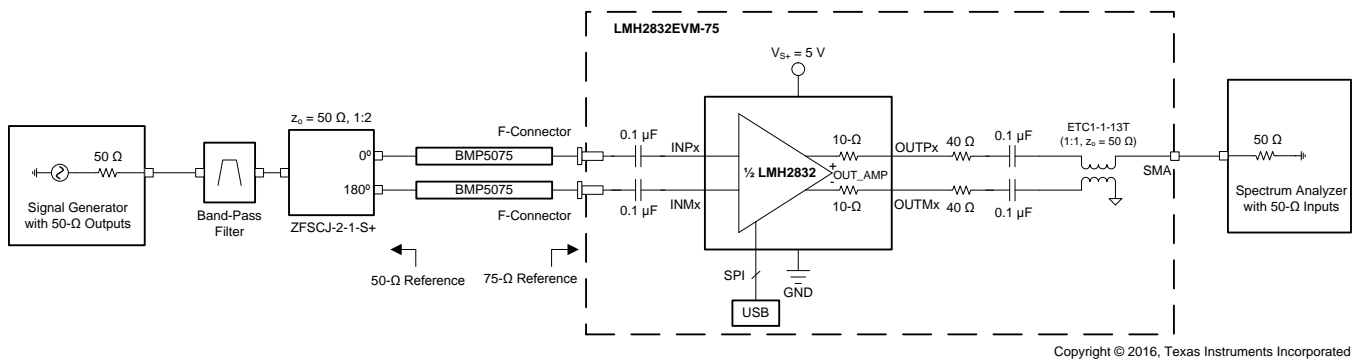 LMH2832EVM-75
VS+ = 5 V
zo = 50 Ω, 1:2
F-Connector
0.1 µF
INPx
10-Ω
OUTPx
40 Ω
0.1 µF
ETC1-1-13T
(1:1, zo = 50 Ω)
50 Ω
0º
BMP5075
50 Ω
½ LMH2832
+
OUT_AMP
-
SMA
180º
BMP5075
Signal Generator
with 50-Ω Outputs
Band-Pass
Filter
ZFSCJ-2-1-S+
F-Connector
0.1 µF
INMx
10-Ω
OUTMx
40 Ω
0.1 µF
Spectrum Analyzer
with 50-Ω Inputs
50-Ω Reference
75-Ω Reference
SPI
GND
USB
Copyright © 2016, Texas Instruments Incorporated